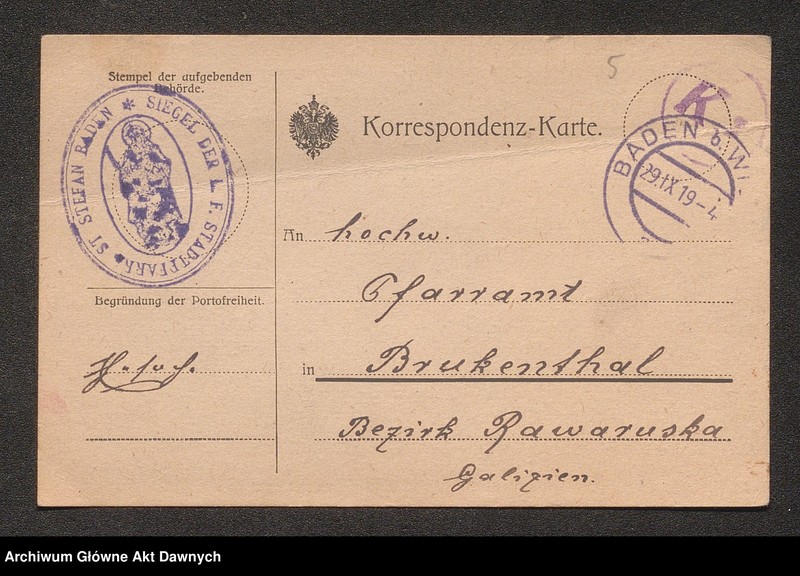 5
Stempel der aufgebenden
Behörde.
SIEGEL DER L. F. STADTPFARR. ST STEFAN BADEN *
Korrespondenz-Karte.
K.
BADEN b. WI.
29.IX.19-4
An hochw.
Pfarramt
Begründung der Portofreiheit.
in Brukenthal
Bezirk Rawaruska
Galizien.
Archiwum Główne Akt Dawnych